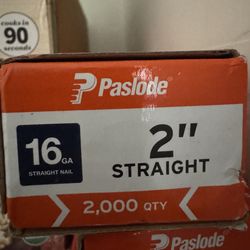 cooks in
90
seconds
Paslode®
16 GA
STRAIGHT NAIL
2"
STRAIGHT
2,000 QTY
Paslode